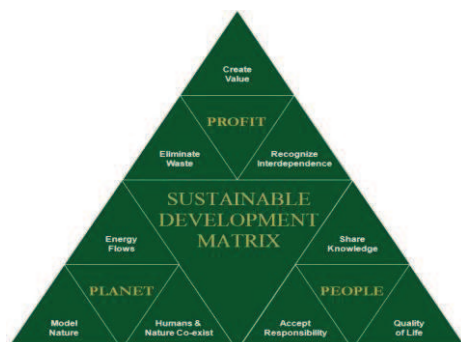 Create
Value
PROFIT
Eliminate
Waste
Recognize
Interdependence
SUSTAINABLE
DEVELOPMENT
MATRIX
Energy
Flows
Share
Knowledge
PLANET
PEOPLE
Model
Nature
Humans &
Nature Co-exist
Accept
Responsibility
Quality
of Life